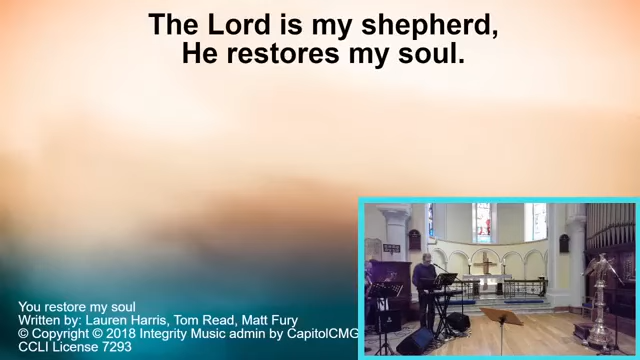 The Lord is my shepherd,
He restores my soul.
You restore my soul
Written by: Lauren Harris, Tom Read, Matt Fury
© Copyright © 2018 Integrity Music admin by CapitolCMG
CCLI License 7293